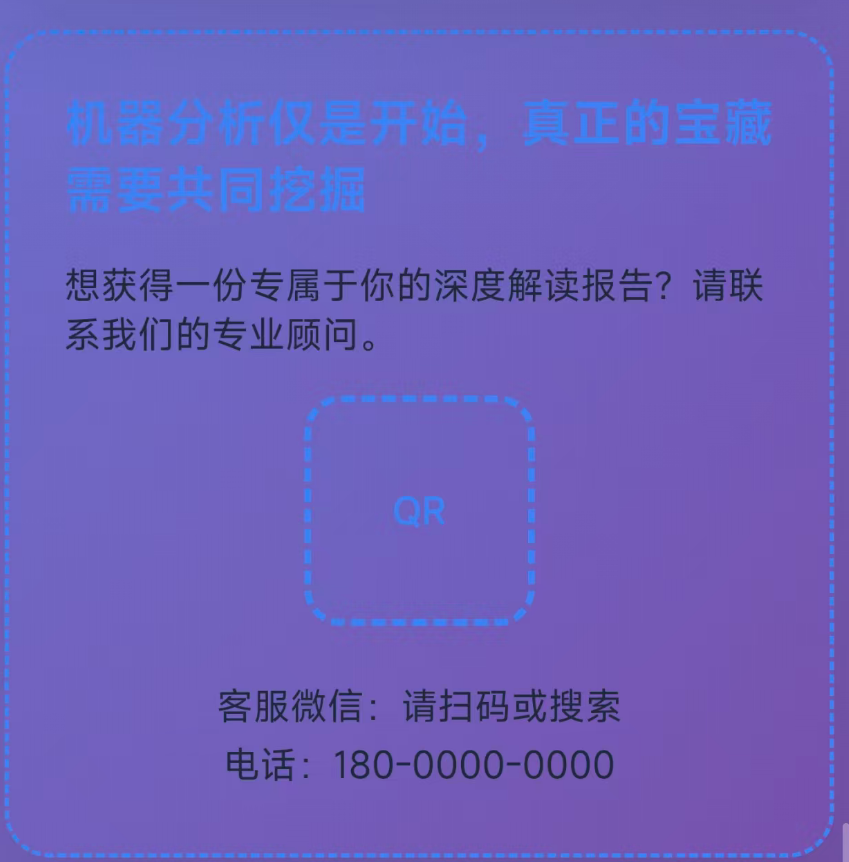 机器分析仅是开始，真正的宝藏
需要共同挖掘
想获得一份专属于你的深度解读报告？请联
系我们的专业顾问。
QR
客服微信：请扫码或搜索
电话：180-0000-0000